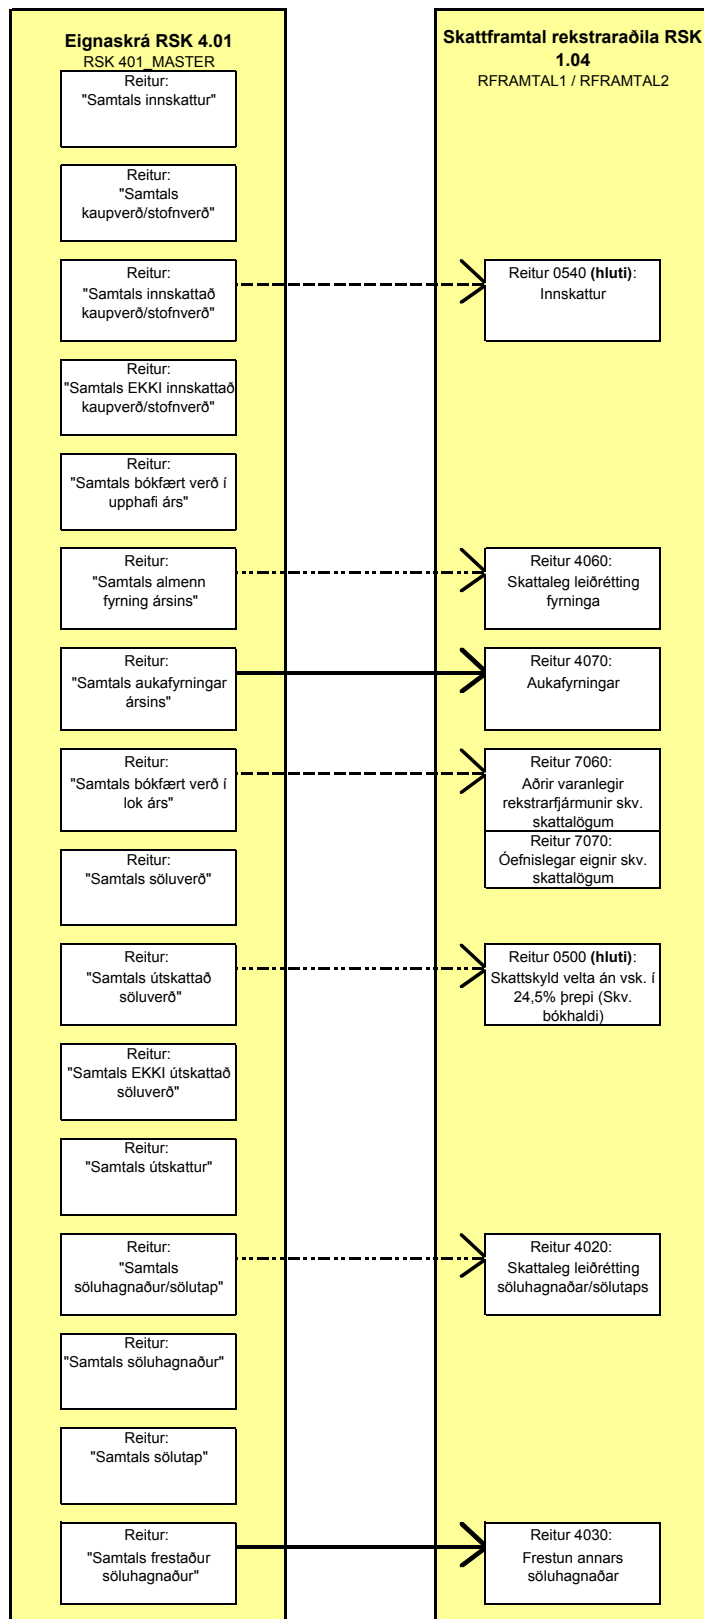 Eignaskrá RSK 4.01
RSK 401_MASTER
Reitur:
"Samtals innskattur"
Reitur:
"Samtals
kaupverð/stofnverð"
Reitur:
"Samtals innskattað
kaupverð/stofnverð"
Reitur:
"Samtals EKKI innskattað
kaupverð/stofnverð"
Reitur:
"Samtals bókfært verð í
upphafi árs"
Reitur:
"Samtals almenn
fyrning ársins"
Reitur:
"Samtals aukafyrningar
ársins"
Reitur:
"Samtals bókfært verð í
lok árs"
Reitur:
"Samtals söluverð"
Reitur:
"Samtals útskattað
söluverð"
Reitur:
"Samtals EKKI útskattað
söluverð"
Reitur:
"Samtals útskattur"
Reitur:
"Samtals
söluhagnaður/sölutap"
Reitur:
"Samtals söluhagnaður"
Reitur:
"Samtals sölutap"
Reitur:
"Samtals frestaður
söluhagnaður"
Skattframtal rekstraraðila RSK
1.04
RFRAMTAL1 / RFRAMTAL2
Reitur 0540 (hluti):
Innskattur
Reitur 4060:
Skattaleg leiðrétting
fyrninga
Reitur 4070:
Aukafyrningar
Reitur 7060:
Aðrir varanlegir
rekstrarfjármunir skv.
skattalögum
Reitur 7070:
Óefnislegar eignir skv.
skattalögum
Reitur 0500 (hluti):
Skattskyld velta án vsk. í
24,5% þrepi (Skv.
bókhaldi)
Reitur 4020:
Skattaleg leiðrétting
söluhagnaðar/sölutaps
Reitur 4030:
Frestun annars
söluhagnaðar